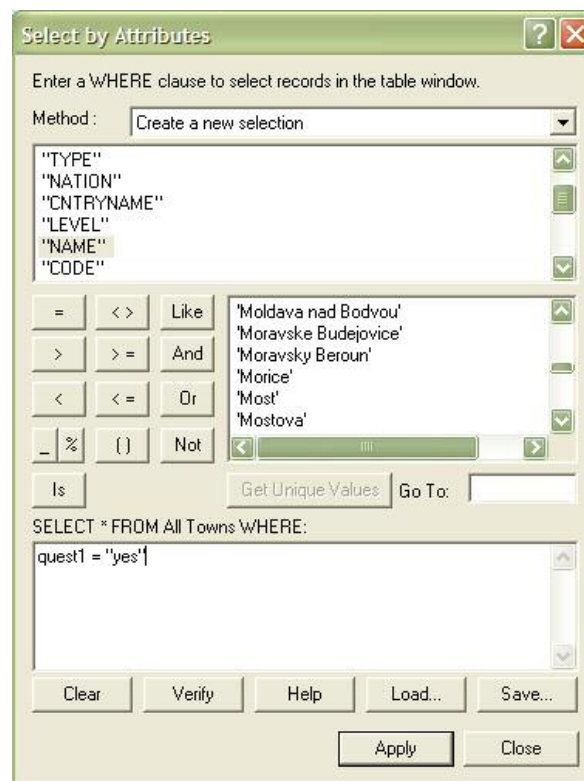 Select by Attributes
Enter a WHERE clause to select records in the table window.
Method : Create a new selection
"TYPE"
"NATION"
"CNTRYNAME"
"LEVEL"
"NAME"
"CODE"
= < > Like
> > = And
< < = Or
_ % ( ) Not
Is
'Moldava nad Bodvou'
'Moravske Budejovice'
'Moravsky Beroun'
'Morice'
'Most'
'Mostova'
Get Unique Values Go To:
SELECT * FROM All Towns WHERE:
quest1 = "yes"
Clear Verify Help Load... Save...
Apply Close